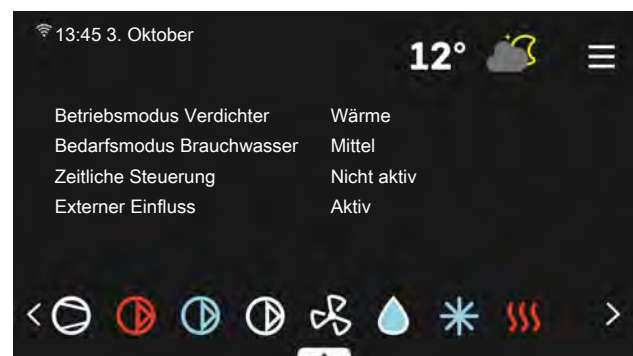 13:45 3. Oktober
12°
Betriebsmodus Verdichter Wärme
Bedarfsmodus Brauchwasser Mittel
Zeitliche Steuerung Nicht aktiv
Externer Einfluss Aktiv